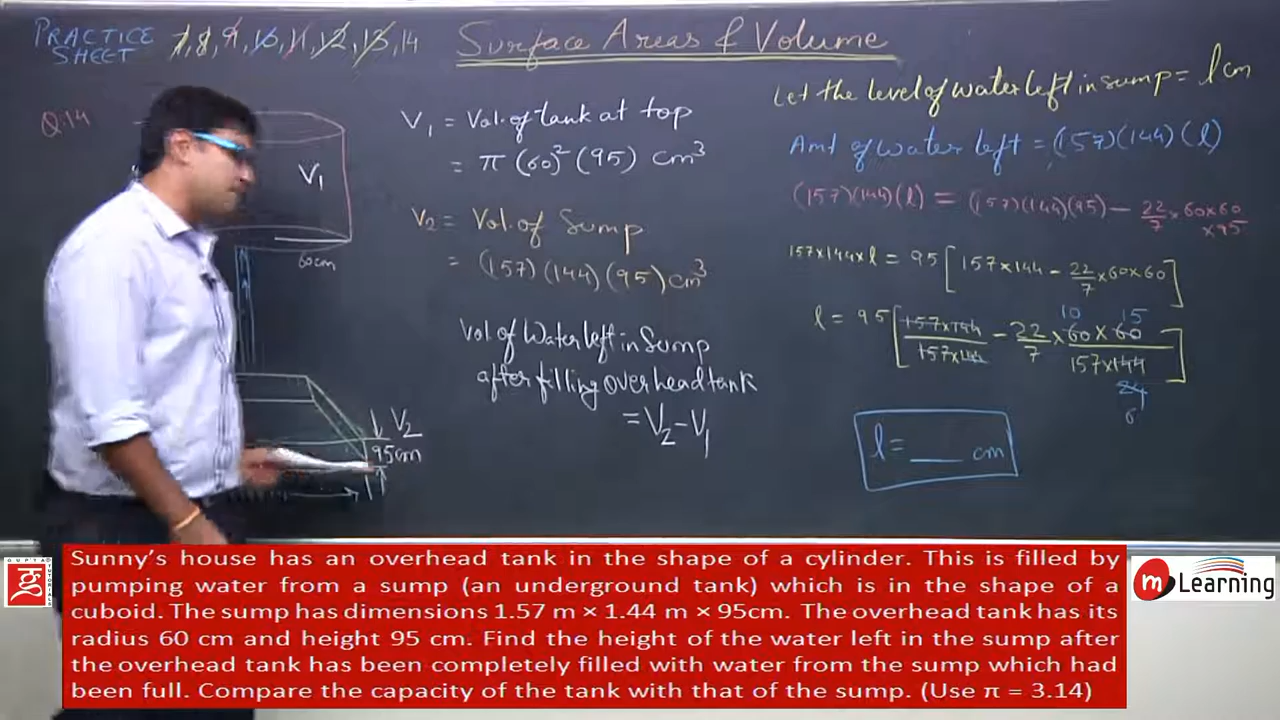 PRACTICE SHEET 7, 8, 9, 10, 11, 12, 13, 14
Surface Areas & Volume
Q.14
V₁
60cm
V₂
95cm
V₁ = Vol. of tank at top
= π (60)² (95) cm³
V₂ = Vol. of Sump
= (157) (144) (95) cm³
Vol of Water left in Sump
after filling overhead tank
= V₂ - V₁
Let the level of water left in sump = l cm
Amt of water left = (157)(144)(l)
(157)(144)(l) = (157)(144)(95) - 22/7 × 60×60 ×95
157×144×l = 95 [157×144 - 22/7 ×60×60]
l = 95 [157×144/157×144 - 22/7 × 60×60/157×144]
10 15
24
6
l = ___ cm
Sunny's house has an overhead tank in the shape of a cylinder. This is filled by
pumping water from a sump (an underground tank) which is in the shape of a
cuboid. The sump has dimensions 1.57 m × 1.44 m × 95cm. The overhead tank has its
radius 60 cm and height 95 cm. Find the height of the water left in the sump after
the overhead tank has been completely filled with water from the sump which had
been full. Compare the capacity of the tank with that of the sump. (Use π = 3.14)
GUPTA TUTORIALS
m Learning